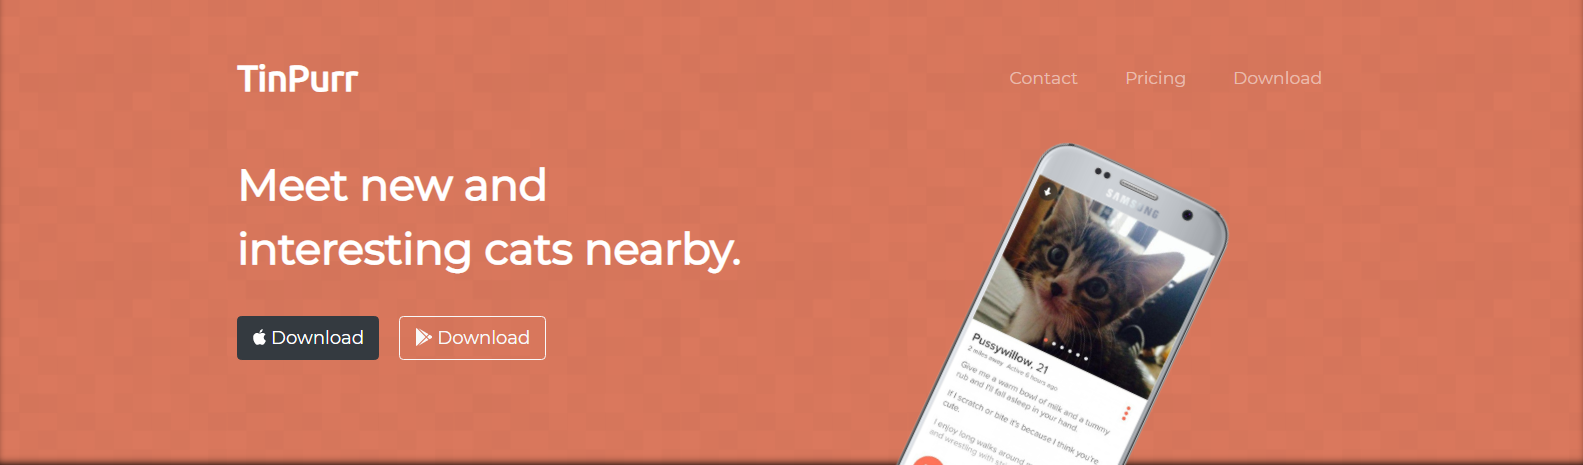 TinPurr
Contact
Pricing
Download
Meet new and
interesting cats nearby.
Download
Download
SAMSUNG
Pussywillow, 21
2 miles away · Active 6 hours ago
Give me a warm bowl of milk and a tummy
rub and I'll fall asleep in your hand.
If I scratch or bite it's because I think you're
cute.
I enjoy long walks around
and wrestling with